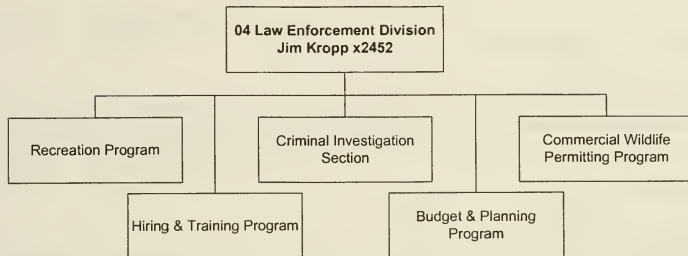 04 Law Enforcement Division
Jim Kropp x2452
Recreation Program
Criminal Investigation
Section
Commercial Wildlife
Permitting Program
Hiring & Training Program
Budget & Planning
Program